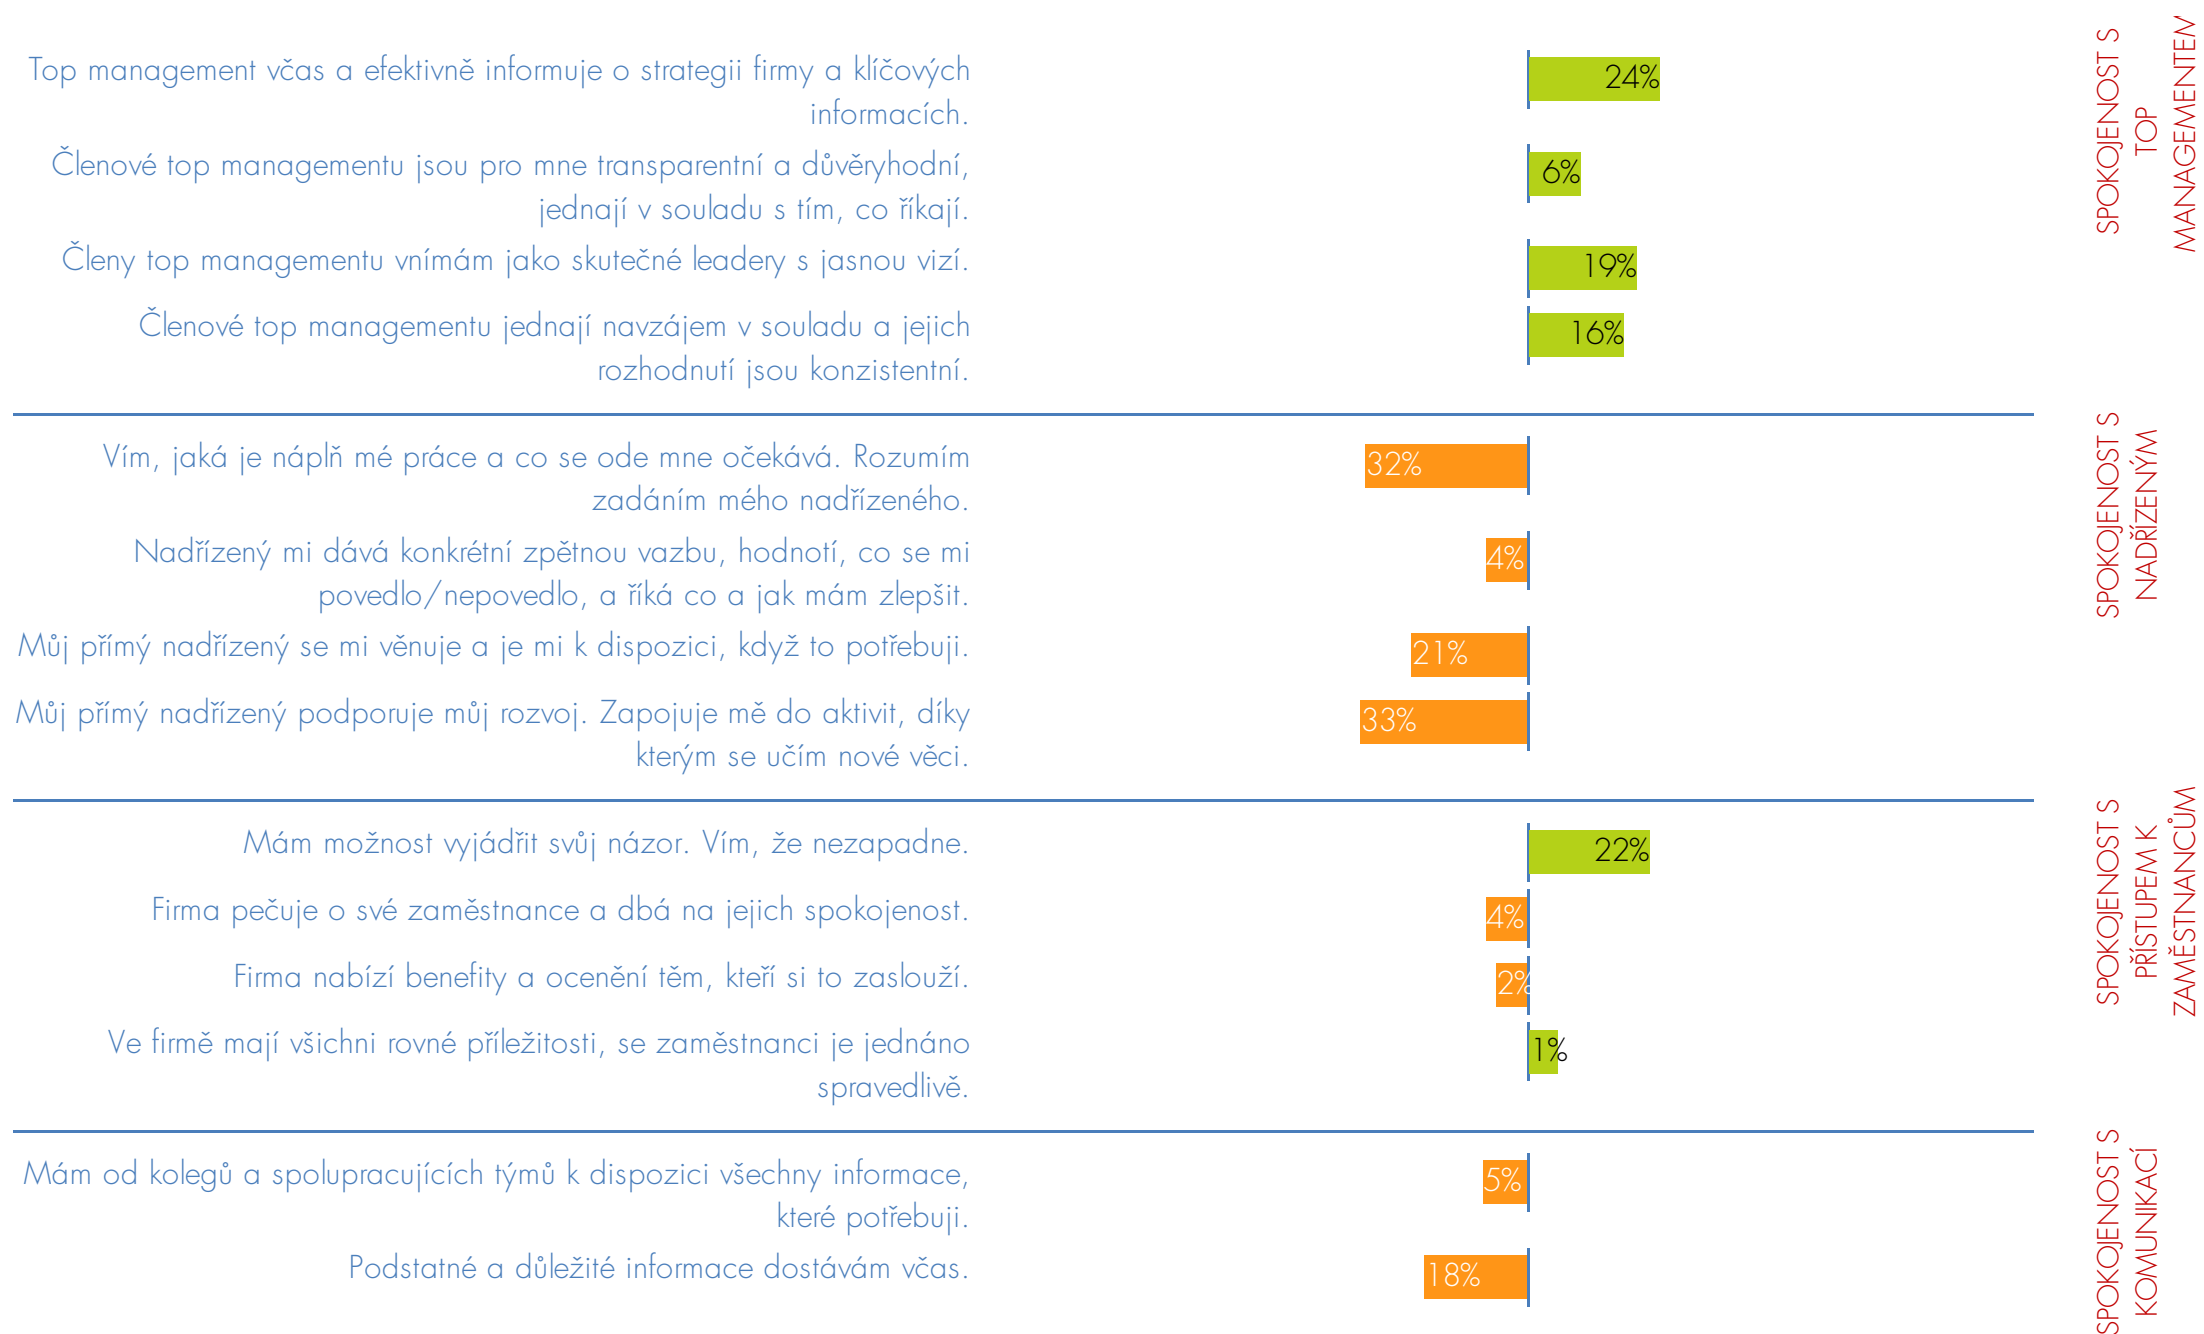 Top management včas a efektivně informuje o strategii firmy a klíčových
informacích.
24%
Členové top managementu jsou pro mne transparentní a důvěryhodní,
jednají v souladu s tím, co říkají.
6%
Členy top managementu vnímám jako skutečné leadery s jasnou vizí.
19%
Členové top managementu jednají navzájem v souladu a jejich
rozhodnutí jsou konzistentní.
16%
SPOKOJENOST S
TOP
MANAGEMENTEM
Vím, jaká je náplň mé práce a co se ode mne očekává. Rozumím
zadáním mého nadřízeného.
32%
Nadřízený mi dává konkrétní zpětnou vazbu, hodnotí, co se mi
povedlo/nepovedlo, a říká co a jak mám zlepšit.
4%
Můj přímý nadřízený se mi věnuje a je mi k dispozici, když to potřebuji.
21%
Můj přímý nadřízený podporuje můj rozvoj. Zapojuje mě do aktivit, díky
kterým se učím nové věci.
33%
SPOKOJENOST S
NADŘÍZENÝM
Mám možnost vyjádřit svůj názor. Vím, že nezapadne.
22%
Firma pečuje o své zaměstnance a dbá na jejich spokojenost.
4%
Firma nabízí benefity a ocenění těm, kteří si to zaslouží.
2%
Ve firmě mají všichni rovné příležitosti, se zaměstnanci je jednáno
spravedlivě.
1%
SPOKOJENOST S
PŘÍSTUPEM K
ZAMĚSTNANCŮM
Mám od kolegů a spolupracujících týmů k dispozici všechny informace,
které potřebuji.
5%
Podstatné a důležité informace dostávám včas.
18%
SPOKOJENOST S
KOMUNIKACÍ